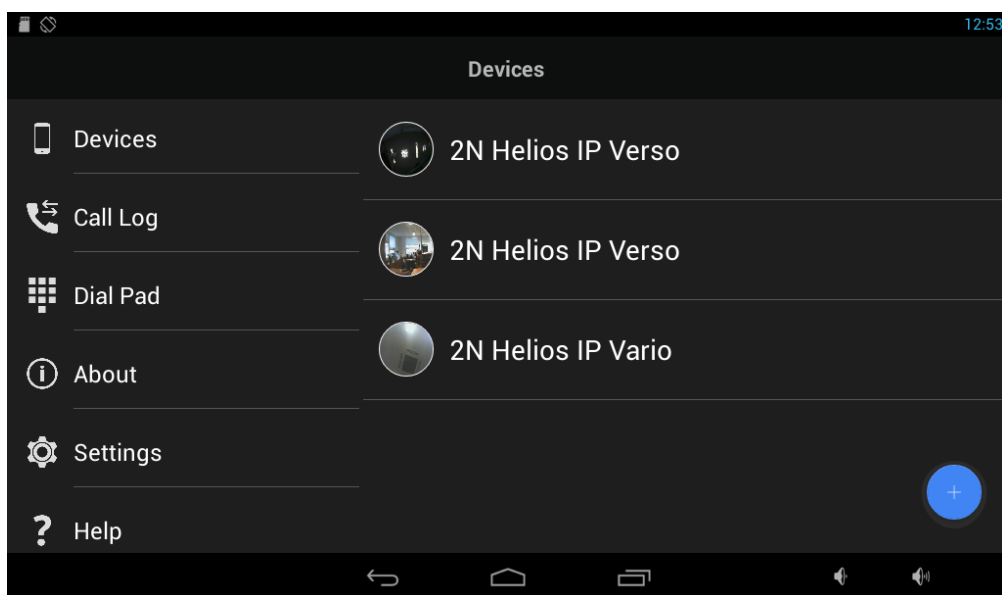 12:53
Devices
Devices
Call Log
Dial Pad
About
Settings
Help
2N Helios IP Verso
2N Helios IP Verso
2N Helios IP Vario